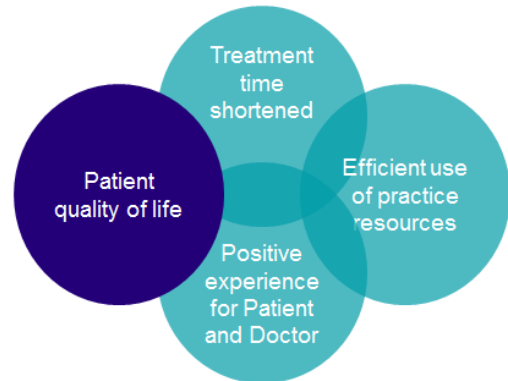 Treatment
time
shortened
Patient
quality of life
Efficient use
of practice
resources
Positive
experience
for Patient
and Doctor